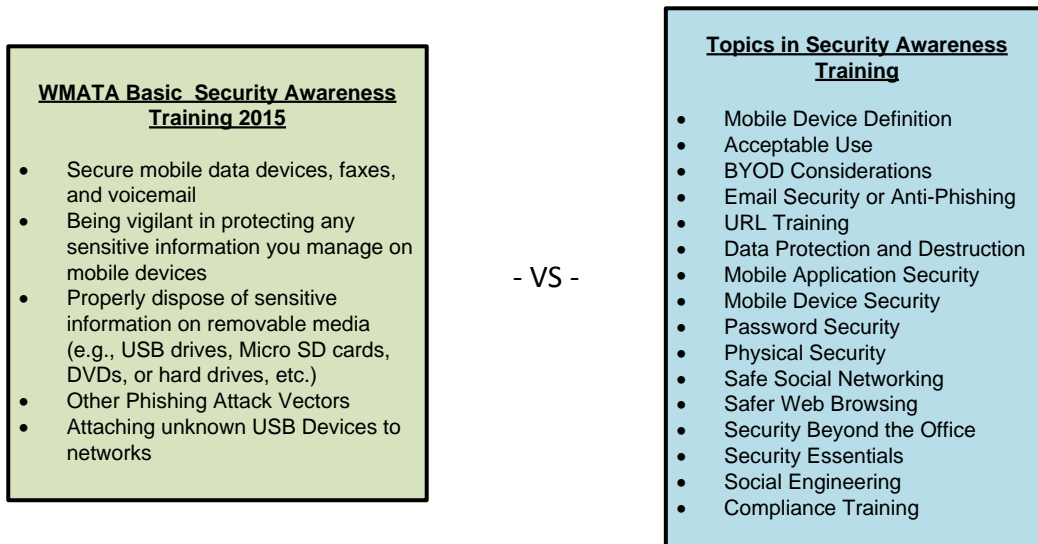 WMATA Basic  Security Awareness
Training 2015
• Secure mobile data devices, faxes,
and voicemail
• Being vigilant in protecting any
sensitive information you manage on
mobile devices
• Properly dispose of sensitive
information on removable media
(e.g., USB drives, Micro SD cards,
DVDs, or hard drives, etc.)
• Other Phishing Attack Vectors
• Attaching unknown USB Devices to
networks
- VS -
Topics in Security Awareness
Training
• Mobile Device Definition
• Acceptable Use
• BYOD Considerations
• Email Security or Anti-Phishing
• URL Training
• Data Protection and Destruction
• Mobile Application Security
• Mobile Device Security
• Password Security
• Physical Security
• Safe Social Networking
• Safer Web Browsing
• Security Beyond the Office
• Security Essentials
• Social Engineering
• Compliance Training